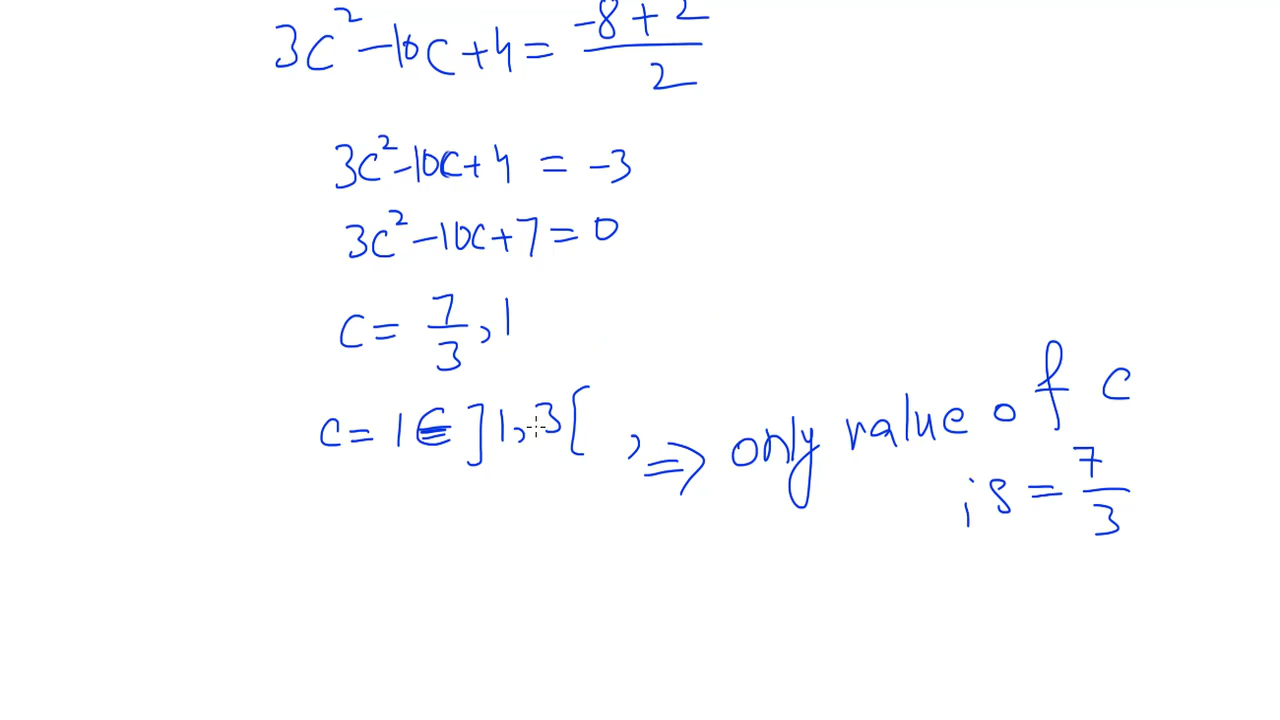 3c² - 10c + 4 = (-8 + 2)/2
3c² - 10c + 4 = -3
3c² - 10c + 7 = 0
c = 7/3, 1
c = 1 ∈ ]1, 3[ , ⇒ only value of c
is = 7/3